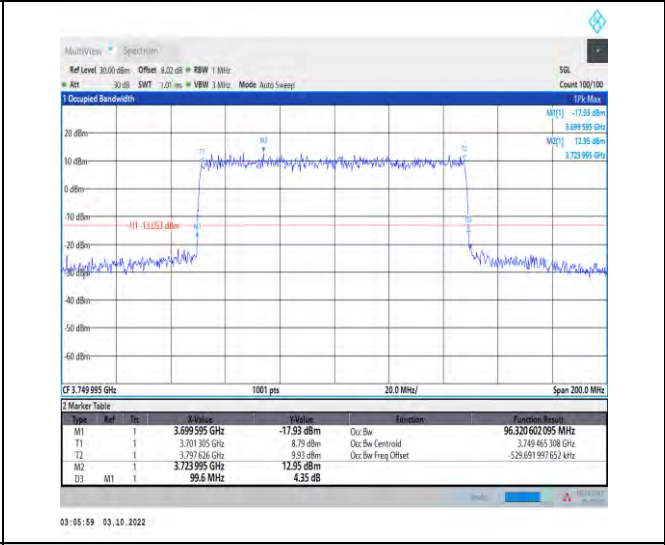 MultiView Spectrum
Ref Level 30.00 dBm Offset 8.02 dB RBW 1 MHz SGL
Att 30 dB SWT 1.01 ms VBW 3 MHz Mode Auto Sweep Count 100/100
1 Occupied Bandwidth 1Pk Max
M1[1] -17.93 dBm
3.699 595 GHz
M2[1] 12.95 dBm
3.723 995 GHz
20 dBm
M2
T2
10 dBm
0 dBm
-10 dBm
H1 -13.053 dBm
-20 dBm
-30 dBm
-40 dBm
-50 dBm
-60 dBm
CF 3.749 995 GHz 1001 pts 20.0 MHz/ Span 200.0 MHz
2 Marker Table
Type Ref Trc X-Value Y-Value Function Function Result
M1 1 3.699 595 GHz -17.93 dBm Occ Bw 96.320 602 095 MHz
T1 1 3.701 305 GHz 8.79 dBm Occ Bw Centroid 3.749 465 308 GHz
T2 1 3.797 626 GHz 9.93 dBm Occ Bw Freq Offset -529.691 997 652 kHz
M2 1 3.723 995 GHz 12.95 dBm
D3 M1 1 99.6 MHz 4.35 dB
03:05:59 03.10.2022